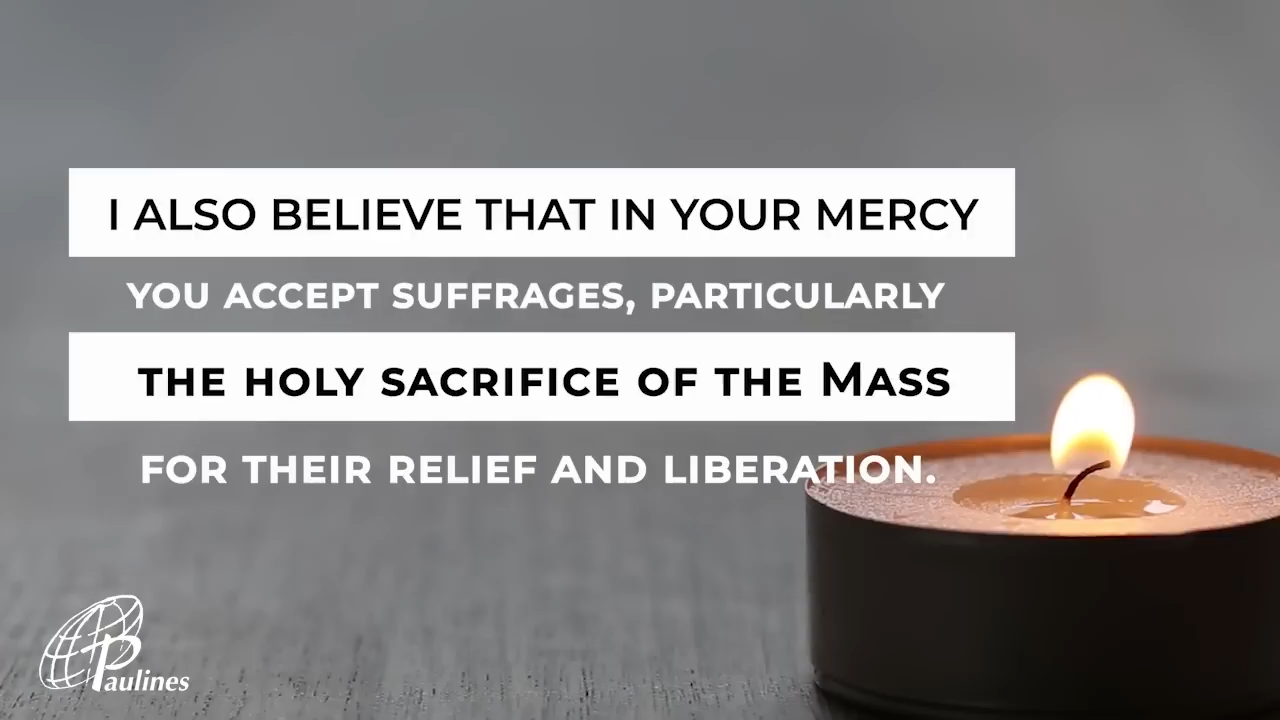 I ALSO BELIEVE THAT IN YOUR MERCY
YOU ACCEPT SUFFRAGES, PARTICULARLY
THE HOLY SACRIFICE OF THE MASS
FOR THEIR RELIEF AND LIBERATION.
Paulines